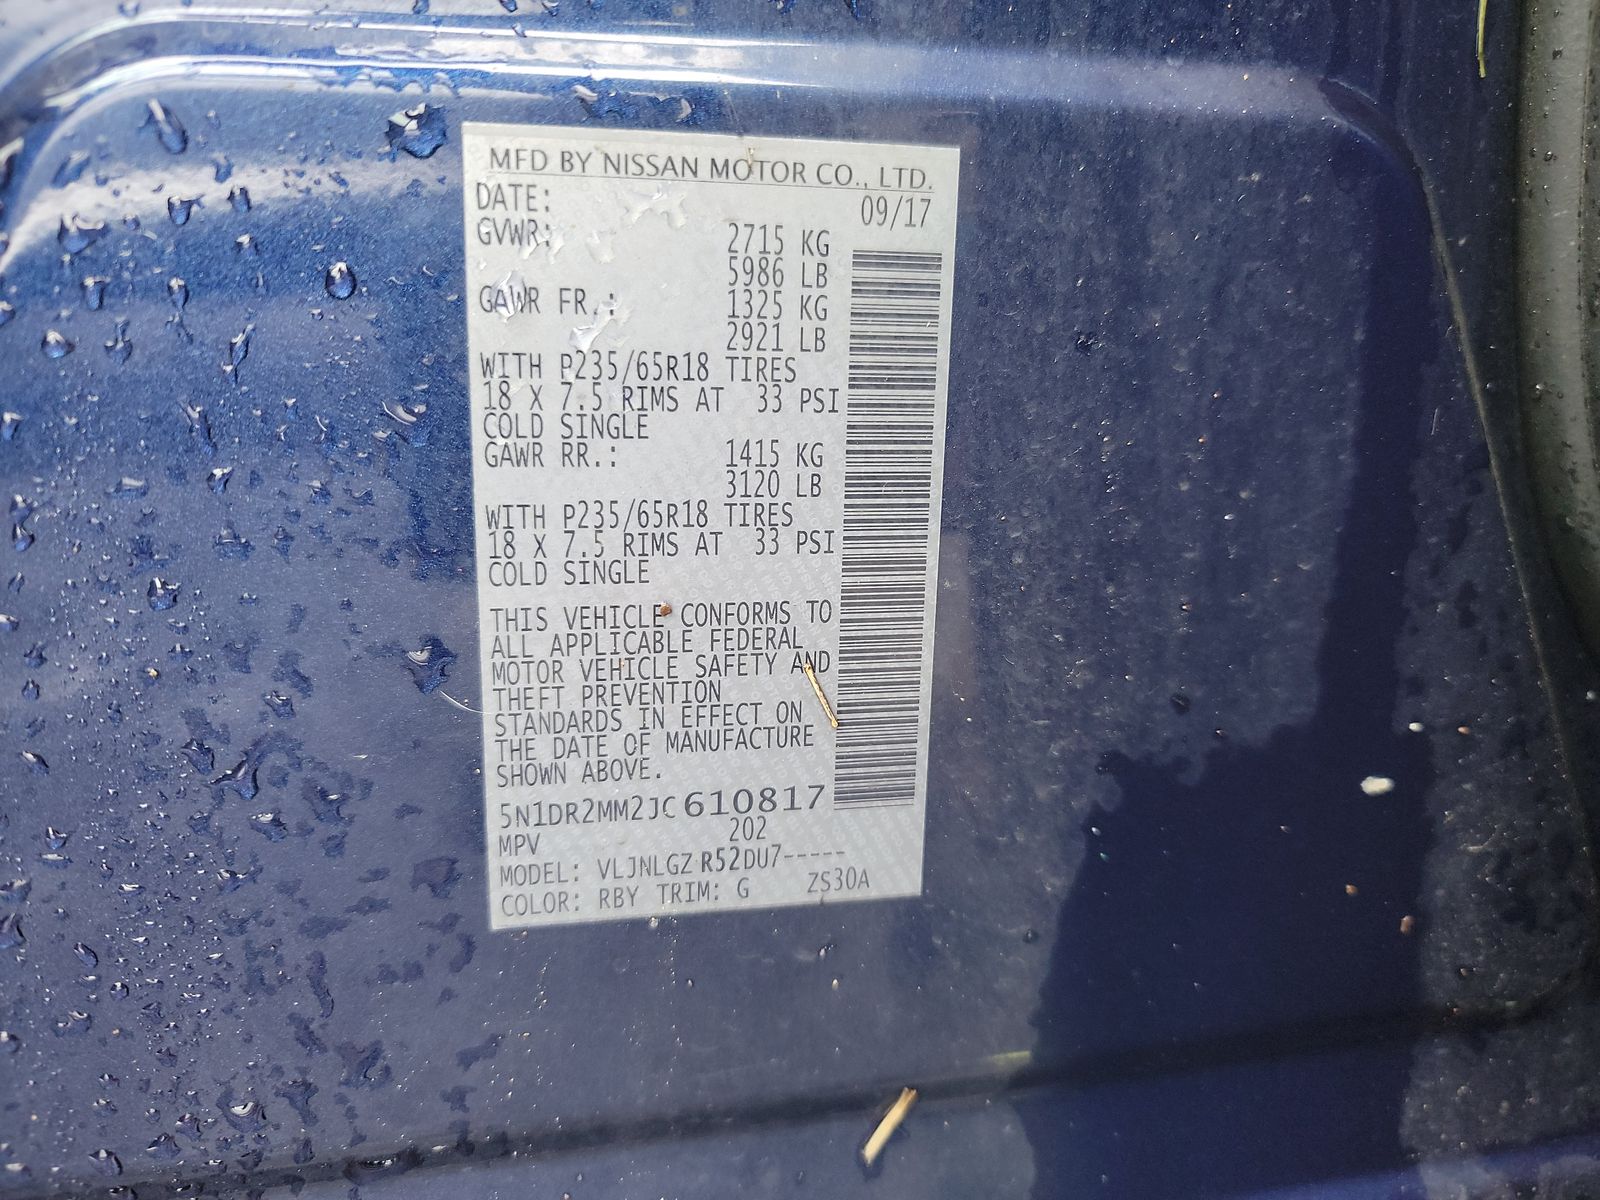 MFD BY NISSAN MOTOR CO., LTD.
DATE: 09/17
GVWR: 2715 KG
5986 LB
GAWR FR.: 1325 KG
2921 LB
WITH P235/65R18 TIRES
18 X 7.5 RIMS AT 33 PSI
COLD SINGLE
GAWR RR.: 1415 KG
3120 LB
WITH P235/65R18 TIRES
18 X 7.5 RIMS AT 33 PSI
COLD SINGLE
THIS VEHICLE CONFORMS TO
ALL APPLICABLE FEDERAL
MOTOR VEHICLE SAFETY AND
THEFT PREVENTION
STANDARDS IN EFFECT ON
THE DATE OF MANUFACTURE
SHOWN ABOVE.
5N1DR2MM2JC610817
MPV 202
MODEL: VLJNLGZ R52DU7-----
COLOR: RBY TRIM: G ZS30A